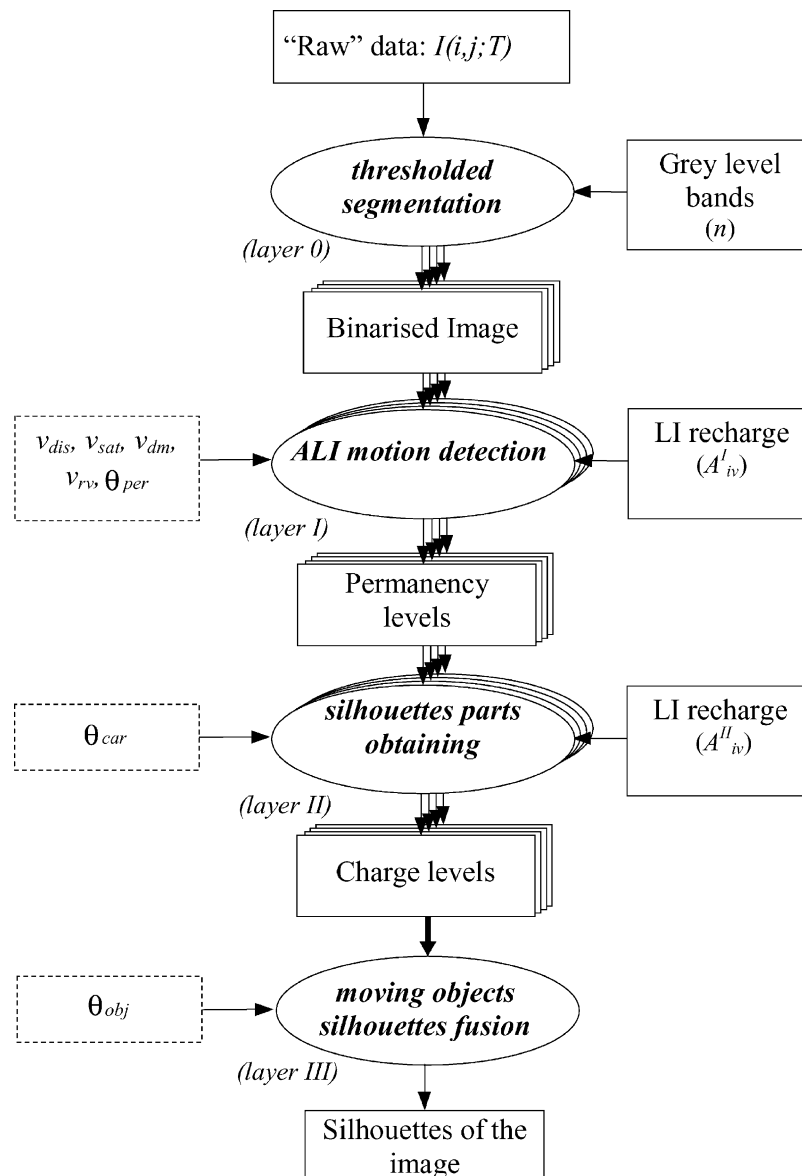 “Raw” data: I(i,j;T)
thresholded
segmentation
Grey level
bands
(n)
(layer 0)
Binarised Image
v_dis, v_sat, v_dm,
v_rv, θ_per
ALI motion detection
LI recharge
(A^I_iv)
(layer I)
Permanency
levels
θ_car
silhouettes parts
obtaining
LI recharge
(A^II_iv)
(layer II)
Charge levels
θ_obj
moving objects
silhouettes fusion
(layer III)
Silhouettes of the
image